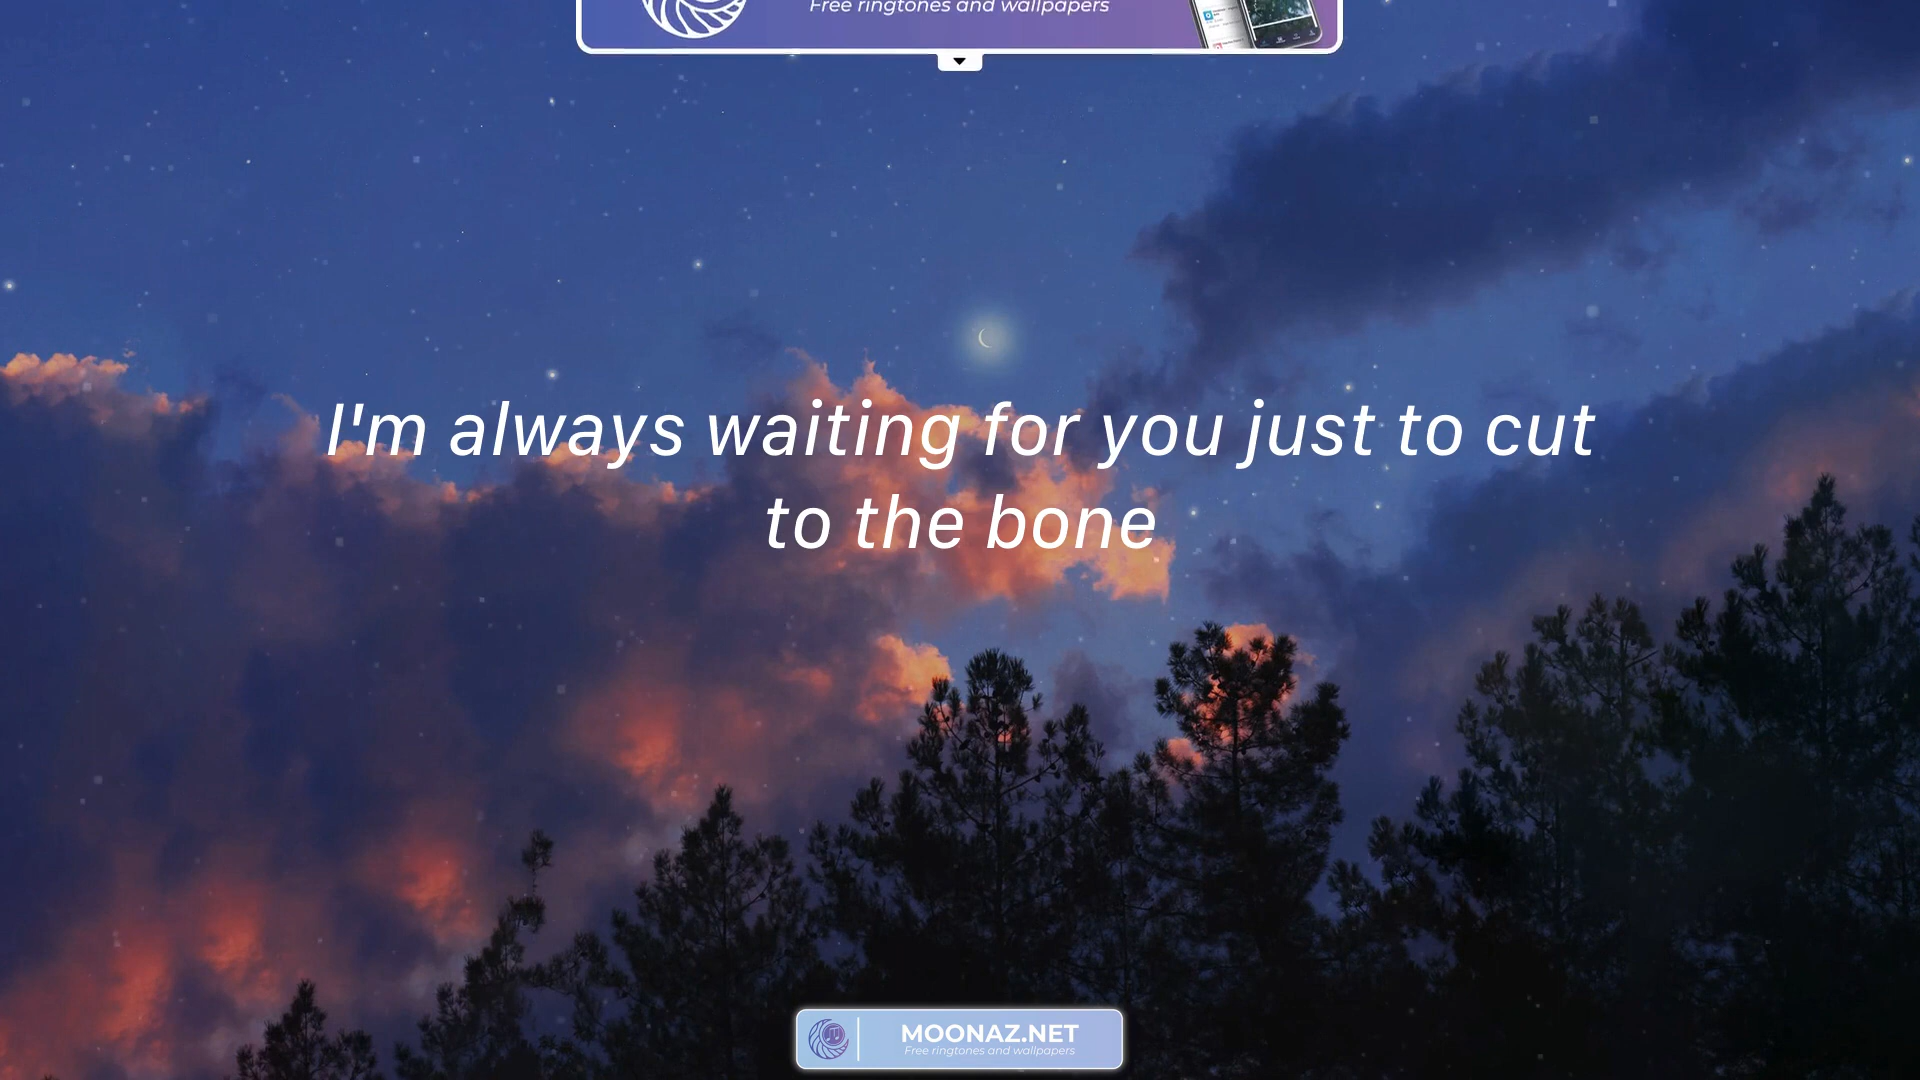 Free ringtones and wallpapers
I'm always waiting for you just to cut
to the bone
MOONAZ.NET
Free ringtones and wallpapers